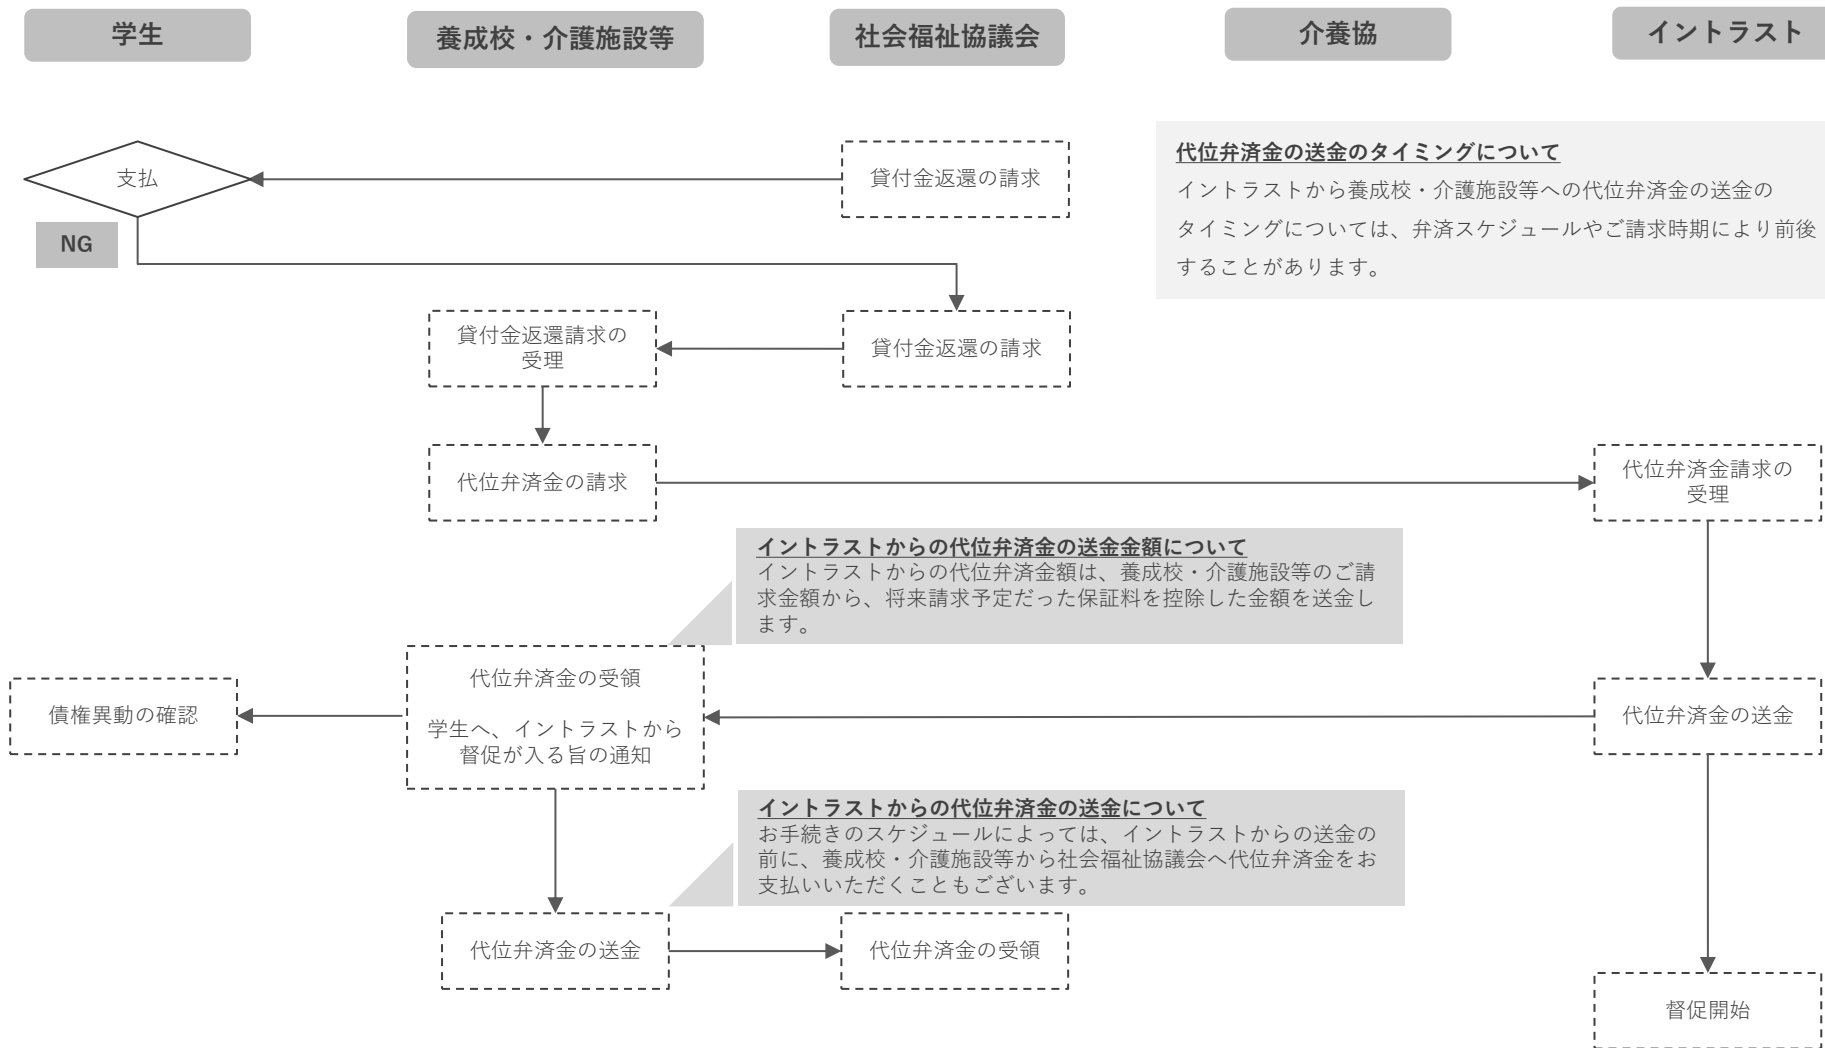 学生
養成校・介護施設等
社会福祉協議会
介養協
イントラスト
支払
貸付金返還の請求
代位弁済金の送金のタイミングについて
イントラストから養成校・介護施設等への代位弁済金の送金の
タイミングについては、弁済スケジュールやご請求時期により前後
することがあります。
NG
貸付金返還請求の
受理
貸付金返還の請求
代位弁済金の請求
代位弁済金請求の
受理
イントラストからの代位弁済金の送金金額について
イントラストからの代位弁済金額は、養成校・介護施設等のご請
求金額から、将来請求予定だった保証料を控除した金額を送金し
ます。
債権異動の確認
代位弁済金の受領
学生へ、イントラストから
督促が入る旨の通知
代位弁済金の送金
イントラストからの代位弁済金の送金について
お手続きのスケジュールによっては、イントラストからの送金の
前に、養成校・介護施設等から社会福祉協議会へ代位弁済金をお
支払いいただくこともございます。
代位弁済金の送金
代位弁済金の受領
督促開始